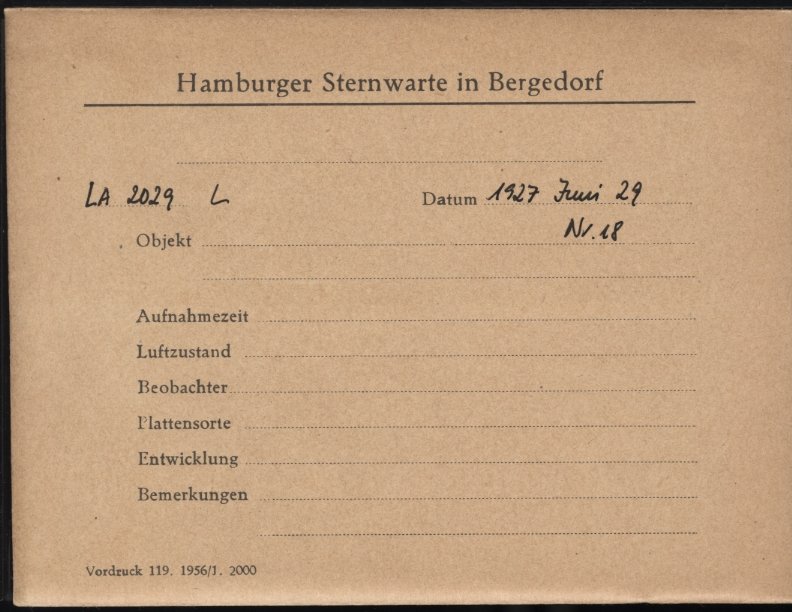 Hamburger Sternwarte in Bergedorf
LA 2029 L Datum 1927 Juni 29
Objekt Nr. 18
Aufnahmezeit
Luftzustand
Beobachter
Plattensorte
Entwicklung
Bemerkungen
Vordruck 119. 1956/1. 2000